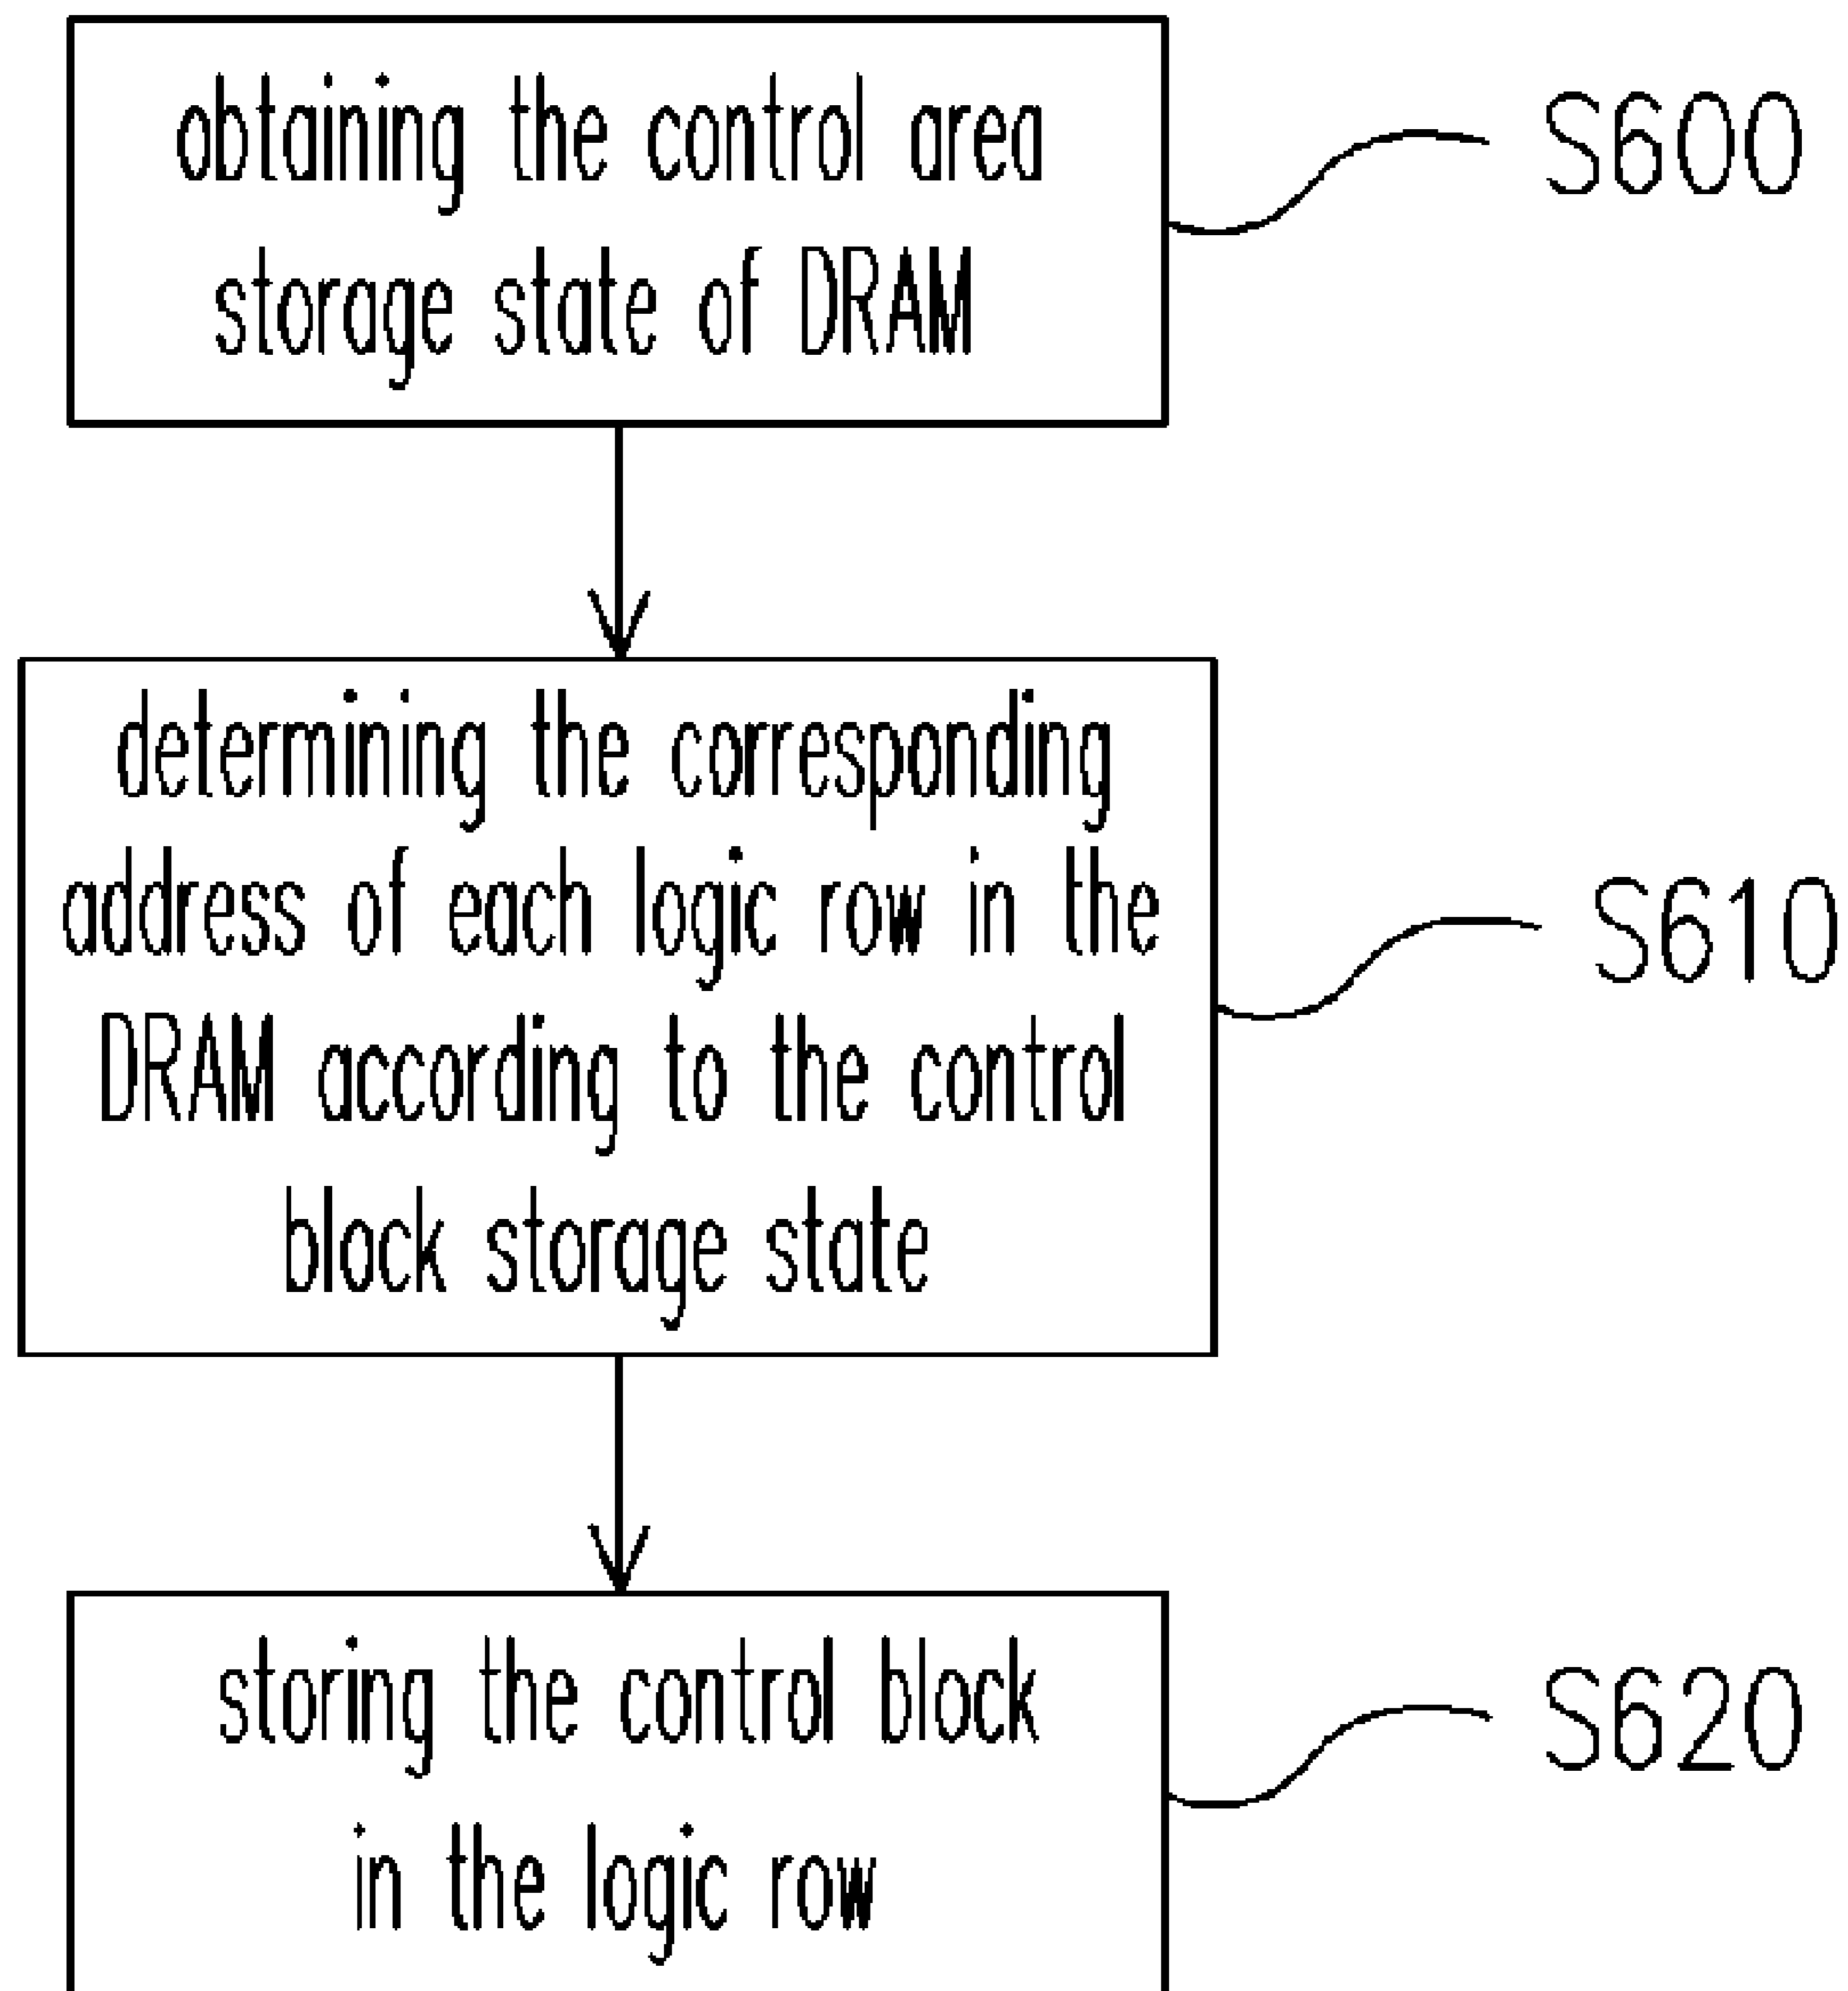 obtaining the control area
storage state of DRAM
S600
determining the corresponding
address of each logic row in the
DRAM according to the control
block storage state
S610
storing the control block
in the logic row
S620